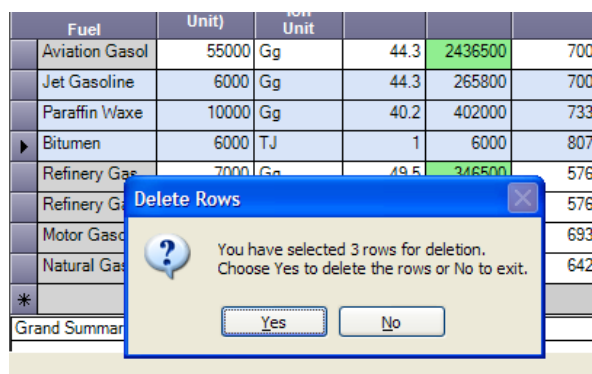 Unit)
ion
Fuel
Unit
Aviation Gasol 55000 Gg 44.3 2436500 700
Jet Gasoline 6000 Gg 44.3 265800 700
Paraffin Waxe 10000 Gg 40.2 402000 733
Bitumen 6000 TJ 1 6000 807
Refinery Gas 7000 Gg 49.5 346500 576
Refinery Ga 576
Delete Rows
Motor Gaso 693
Natural Gas 642
You have selected 3 rows for deletion.
Choose Yes to delete the rows or No to exit.
Yes No
Grand Summar